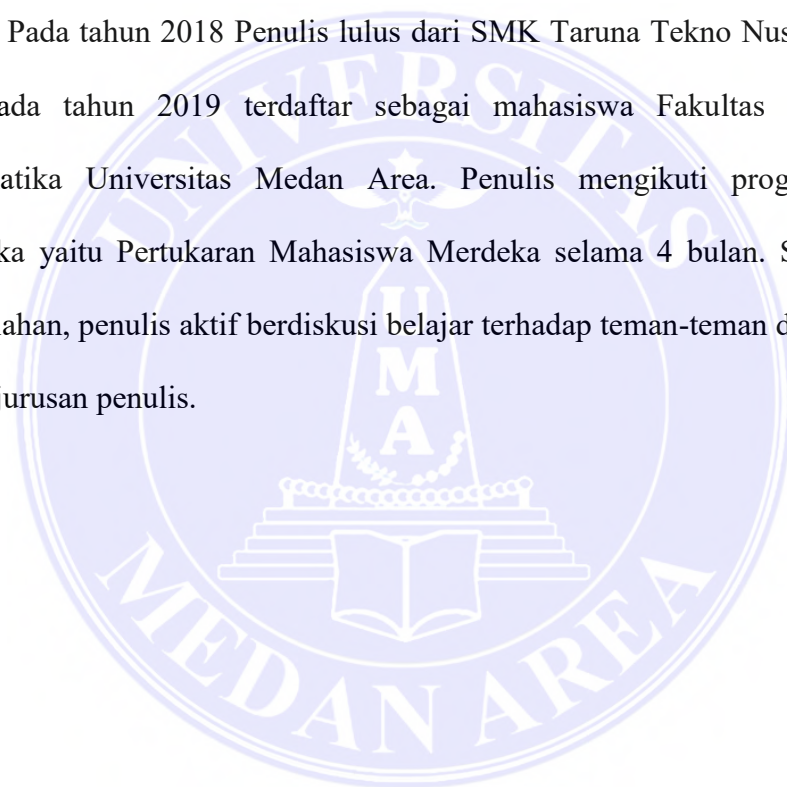 Pada tahun 2018 Penulis lulus dari SMK Taruna Tekno Nus
ada tahun 2019 terdaftar sebagai mahasiswa Fakultas
atika Universitas Medan Area. Penulis mengikuti prog
ka yaitu Pertukaran Mahasiswa Merdeka selama 4 bulan. S
ahan, penulis aktif berdiskusi belajar terhadap teman-teman d
jurusan penulis.
UNIVERSITAS
U
M
A
MEDAN AREA